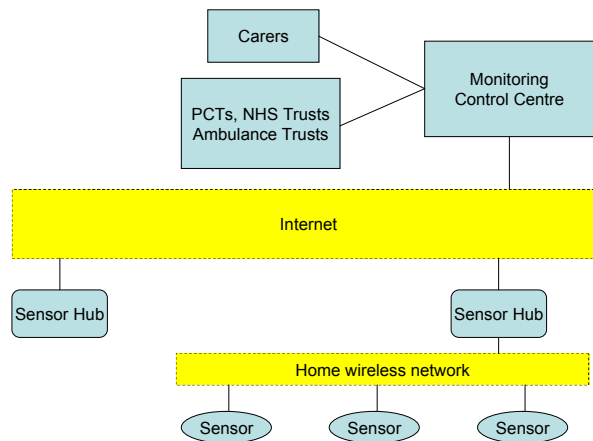 Carers
Monitoring
Control Centre
PCTs, NHS Trusts
Ambulance Trusts
Internet
Sensor Hub
Sensor Hub
Home wireless network
Sensor
Sensor
Sensor